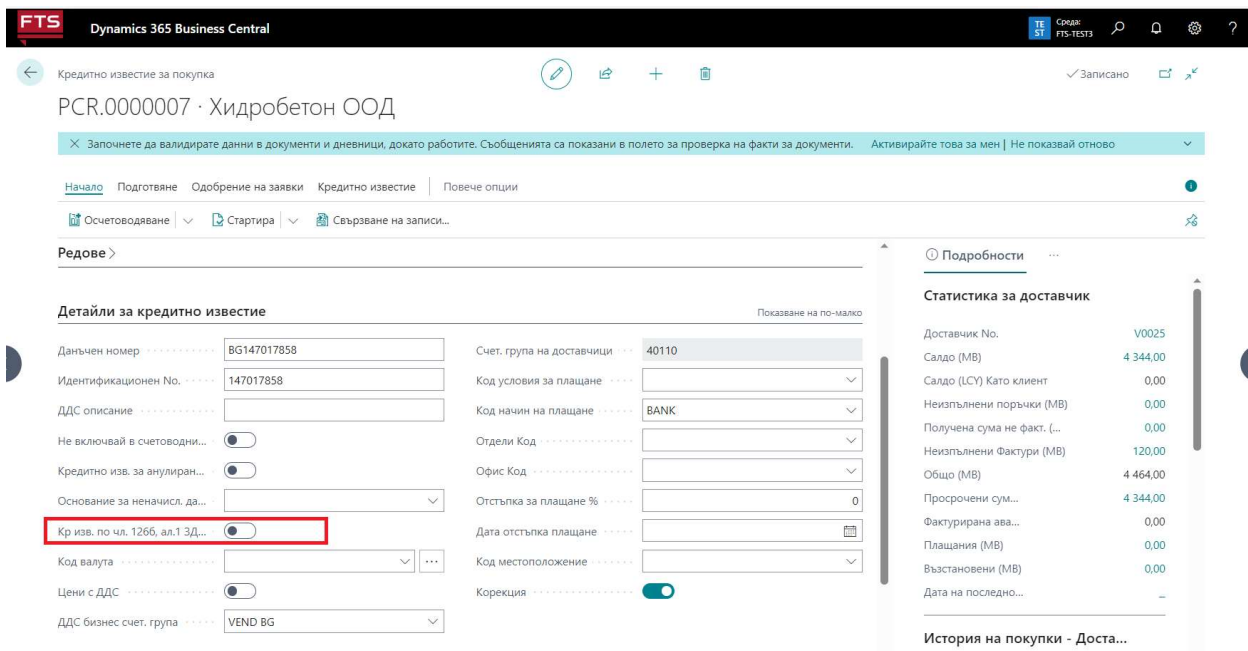 FTS
Dynamics 365 Business Central
TE
ST
Среда:
FTS-TEST3
?
Кредитно известие за покупка
Записано
PCR.0000007 · Хидробетон ООД
Започнете да валидирате данни в документи и дневници, докато работите. Съобщенията са показани в полето за проверка на факти за документи. Активирайте това за мен | Не показвай отново
Начало Подготвяне Одобрение на заявки Кредитно известие Повече опции
Осчетоводяване Стартира Свързване на записи...
Редове
Детайли за кредитно известие
Показване на по-малко
Данъчен номер BG147017858
Идентификационен No. 147017858
ДДС описание
Не включвай в счетоводни...
Кредитно изв. за анулиран...
Основание за неначисл. да...
Кр изв. по чл. 126б, ал.1 ЗД...
Код валута ...
Цени с ДДС
ДДС бизнес счет. група VEND BG
Счет. група на доставчици 40110
Код условия за плащане
Код начин на плащане BANK
Отдели Код
Офис Код
Отстъпка за плащане % 0
Дата отстъпка плащане
Код местоположение
Корекция
Подробности ...
Статистика за доставчик
Доставчик No. V0025
Салдо (МВ) 4 344,00
Салдо (LCY) Като клиент 0,00
Неизпълнени поръчки (МВ) 0,00
Получена сума не факт. (... 0,00
Неизпълнени Фактури (МВ) 120,00
Общо (МВ) 4 464,00
Просрочени сум... 4 344,00
Фактурирана ава... 0,00
Плащания (МВ) 0,00
Възстановени (МВ) 0,00
Дата на последно... _
История на покупки - Доста...